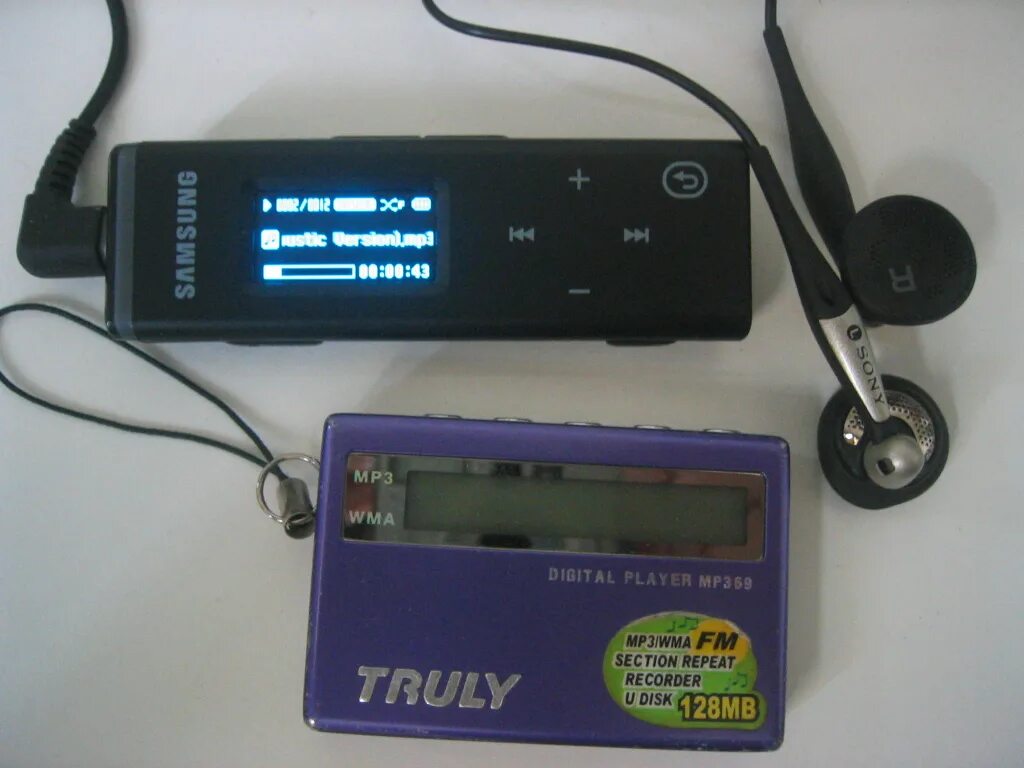 SAMSUNG
0002/0012
ustic Version).mp3
00:00:43
SONY
L
MP3
WMA
DIGITAL PLAYER MP369
TRULY
MP3/WMA FM
SECTION REPEAT
RECORDER
U DISK 128MB